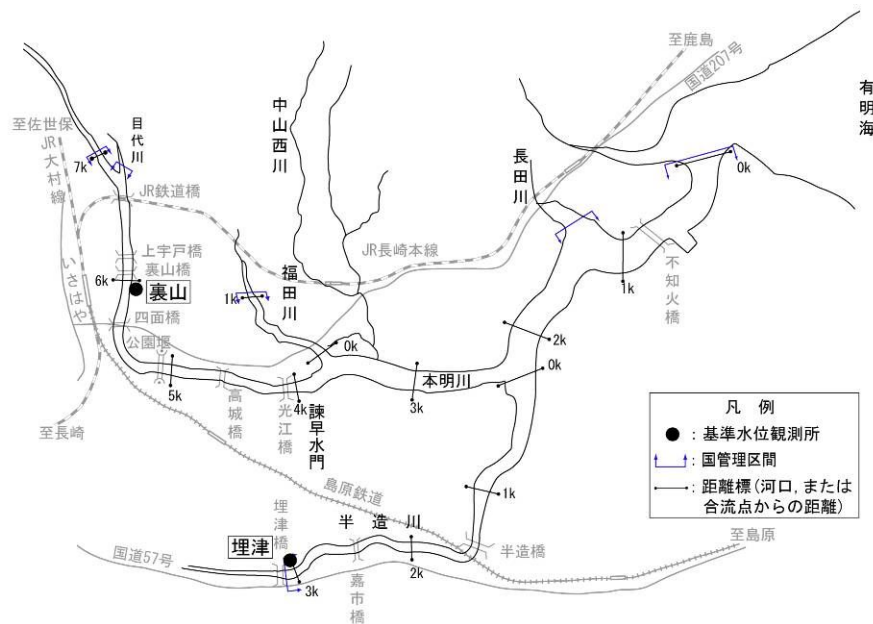 至鹿島
国道207号
有明海
目代川
至佐世保
JR大村線
7k
中山西川
長田川
0k
JR鉄道橋
上宇戸橋
裏山橋
6k
裏山
いさはや
四面橋
公園堰
福田川
1k
JR長崎本線
不知火橋
1k
0k
2k
0k
本明川
5k
高城橋
4k
光江橋
諫早水門
3k
至長崎
島原鉄道
1k
埋津橋
埋津
半造川
半造橋
至島原
国道57号
3k
嘉市橋
2k
凡 例
: 基準水位観測所
: 国管理区間
: 距離標(河口, または
合流点からの距離)